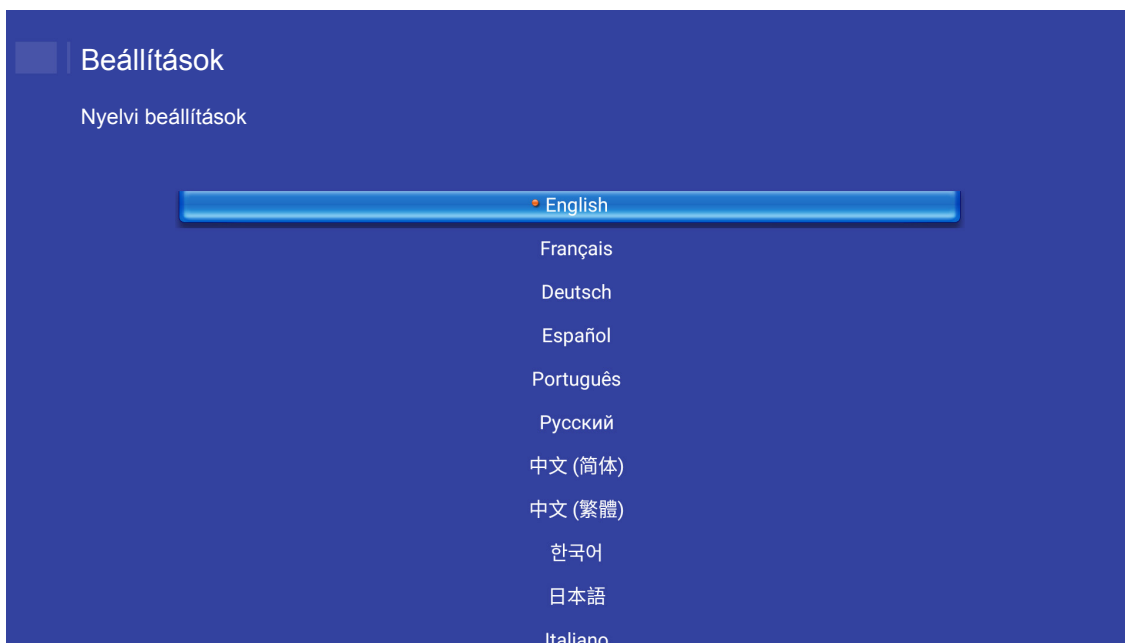 Beállítások
Nyelvi beállítások
English
Français
Deutsch
Español
Português
Русский
中文 (简体)
中文 (繁體)
한국어
日本語
Italiano